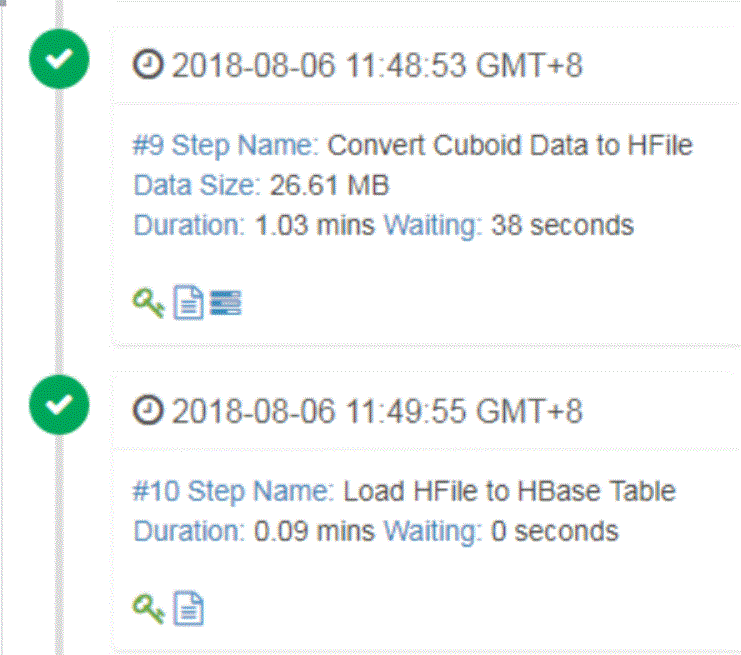 2018-08-06 11:48:53 GMT+8
#9 Step Name: Convert Cuboid Data to HFile
Data Size: 26.61 MB
Duration: 1.03 mins Waiting: 38 seconds
2018-08-06 11:49:55 GMT+8
#10 Step Name: Load HFile to HBase Table
Duration: 0.09 mins Waiting: 0 seconds